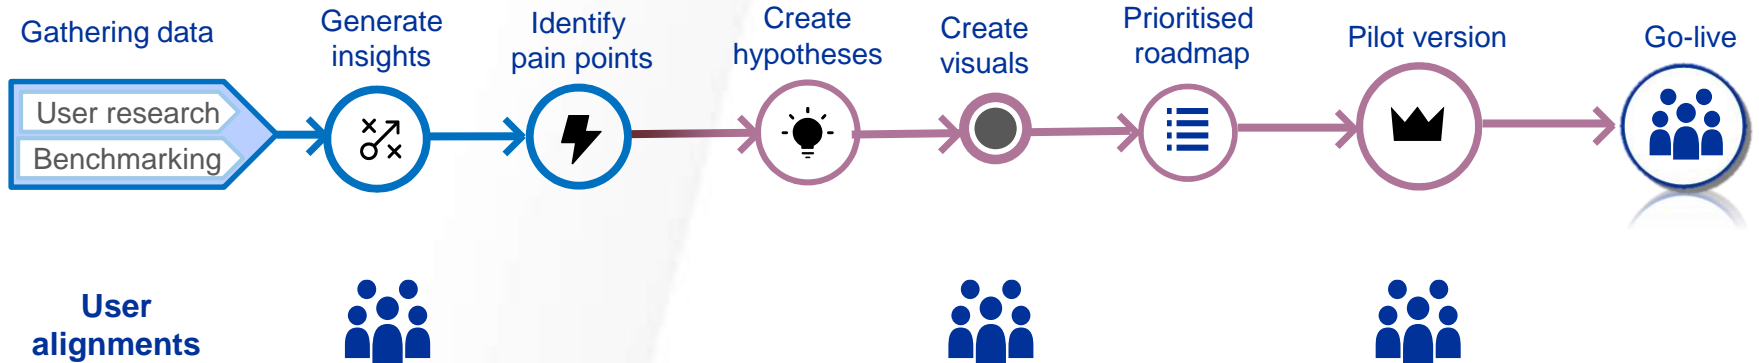 Gathering data
User research
Benchmarking
Generate
insights
Identify
pain points
Create
hypotheses
Create
visuals
Prioritised
roadmap
Pilot version
Go-live
User
alignments